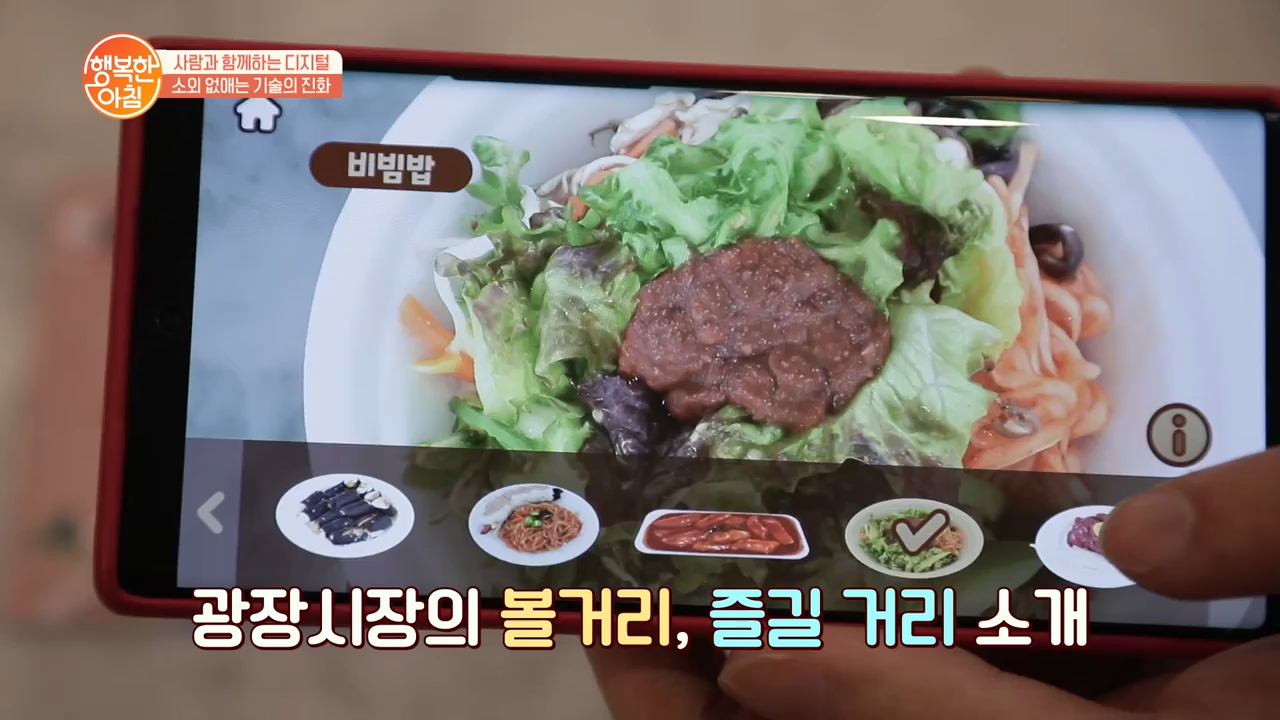 행복한
아침
사람과 함께하는 디지털
소외 없애는 기술의 진화
비빔밥
i
광장시장의 볼거리, 즐길 거리 소개